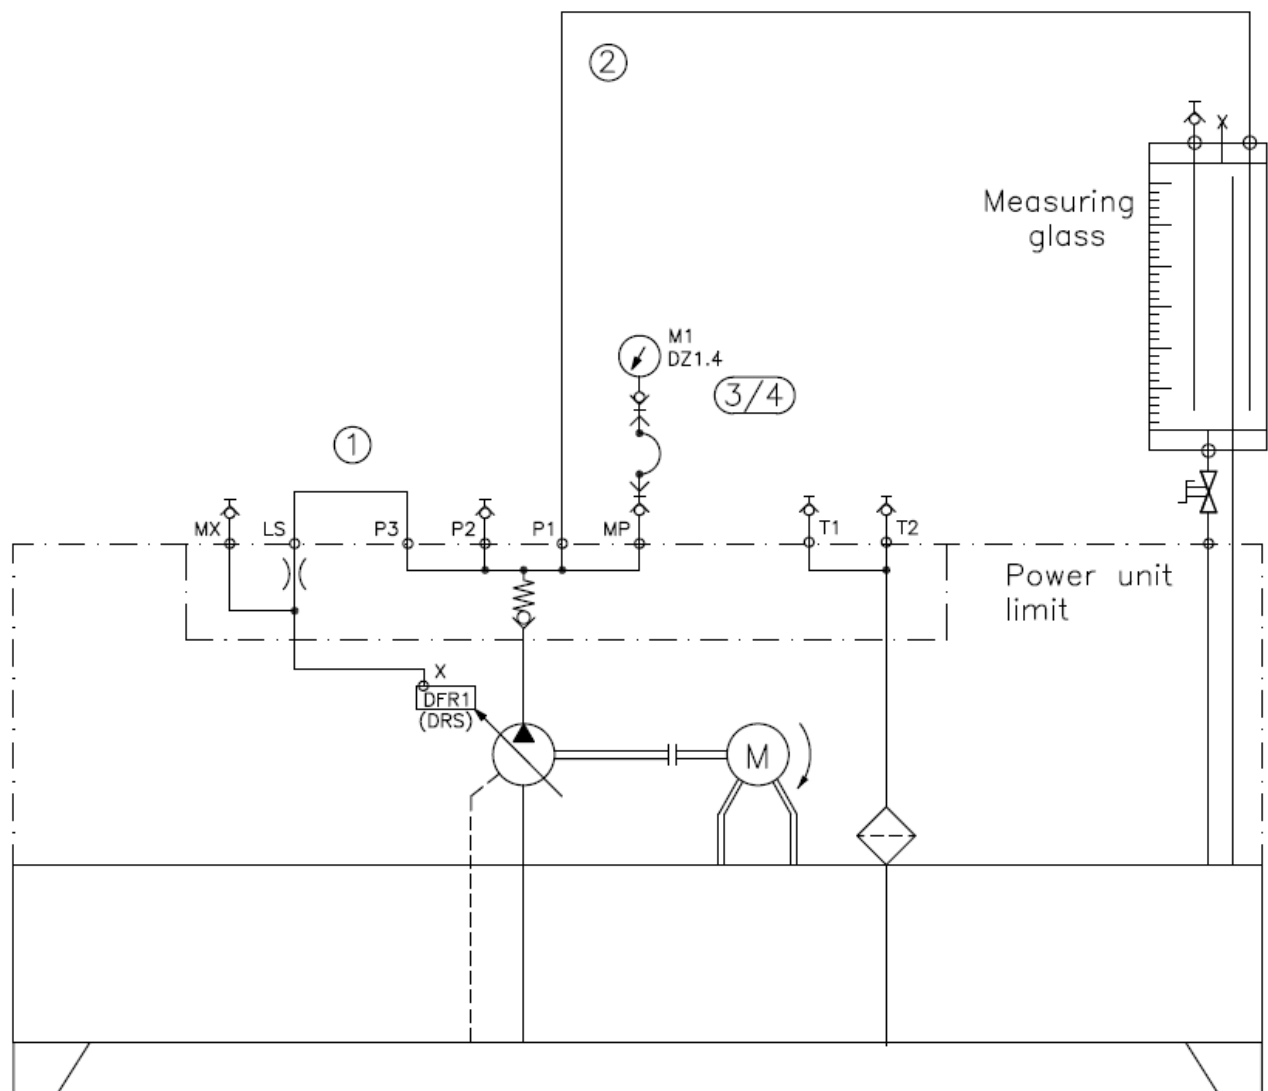 2
X
Measuring
glass
M1
DZ1.4
3/4
1
MX
LS
P3
P2
P1
MP
T1
T2
Power unit
limit
X
DFR1
(DRS)
M